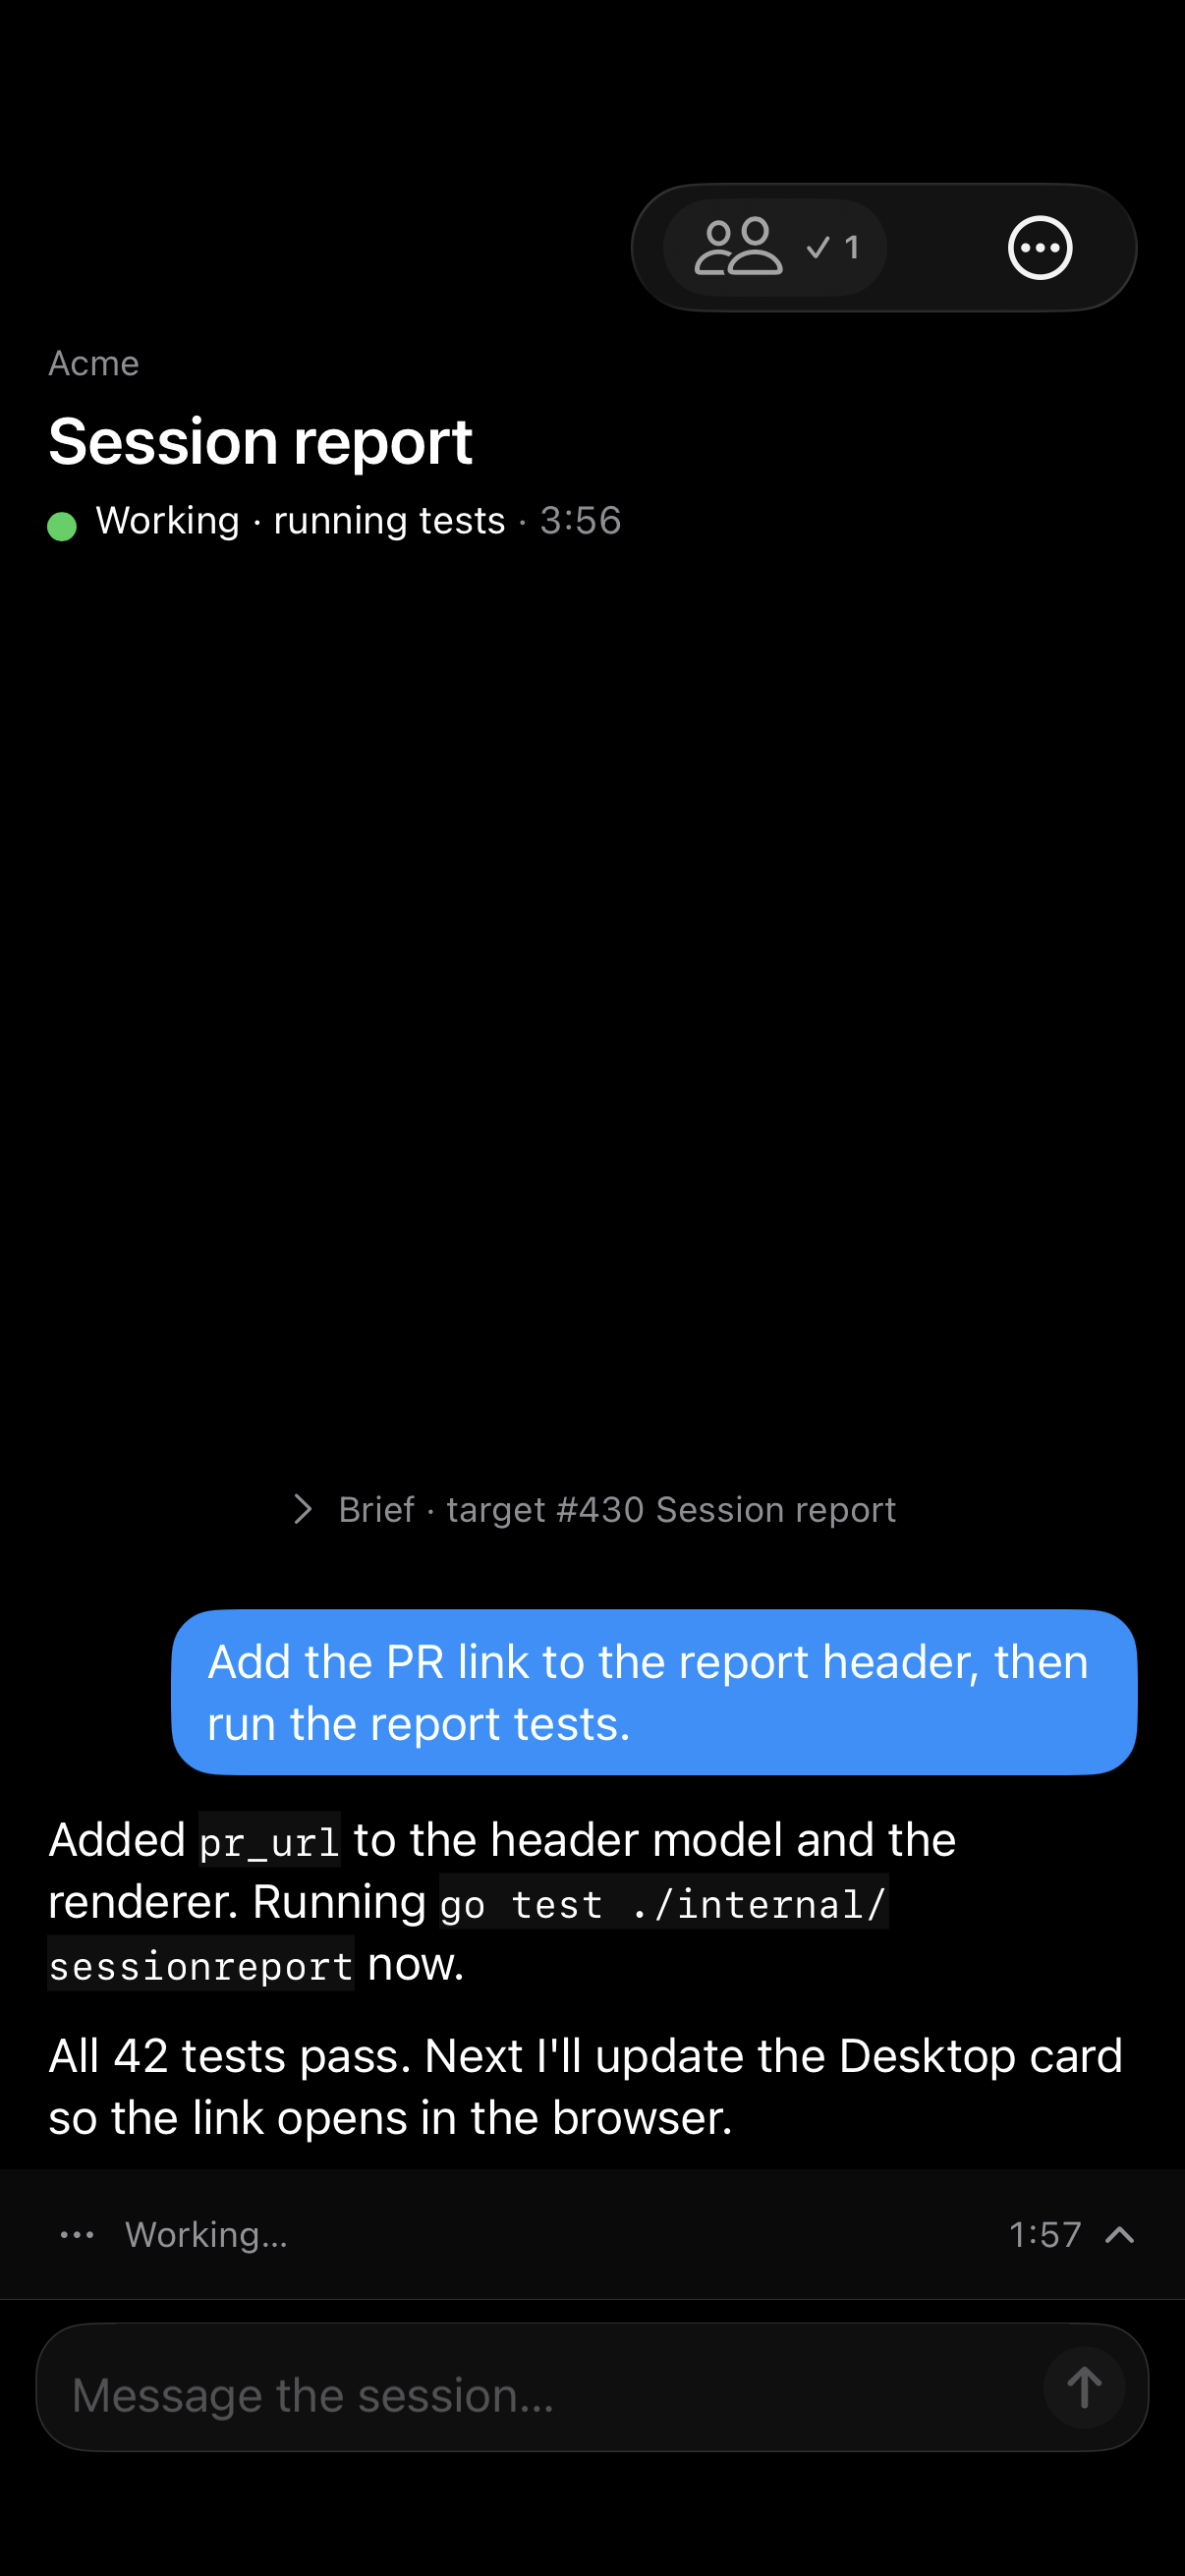 ✓ 1
Acme
Session report
Working · running tests · 3:56
Brief · target #430 Session report
Add the PR link to the report header, then
run the report tests.
Added pr_url to the header model and the
renderer. Running go test ./internal/
sessionreport now.
All 42 tests pass. Next I'll update the Desktop card
so the link opens in the browser.
Working... 1:57
Message the session...